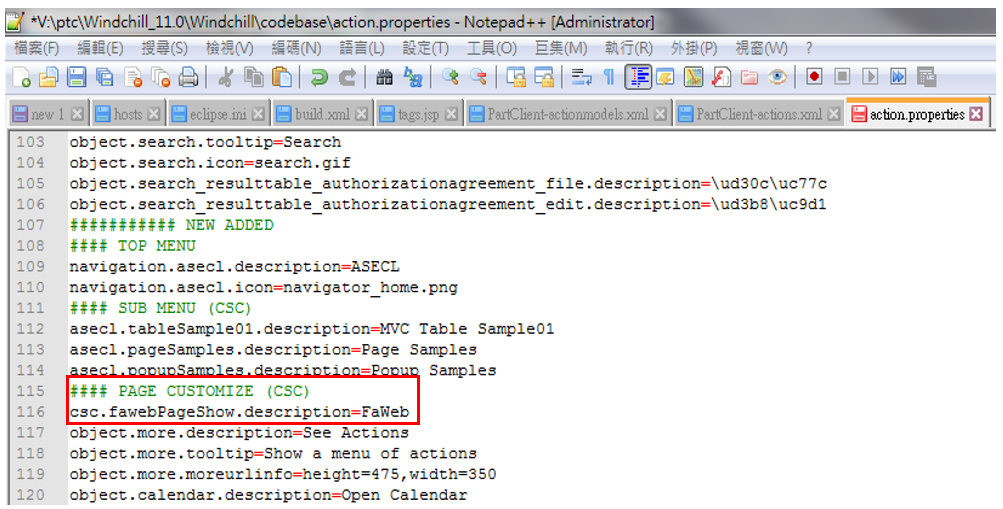 *V:\ptc\Windchill_11.0\Windchill\codebase\action.properties - Notepad++ [Administrator]
檔案(F) 編輯(E) 搜尋(S) 檢視(V) 編碼(N) 語言(L) 設定(T) 工具(O) 巨集(M) 執行(R) 外掛(P) 視窗(W) ?
new 1 hosts eclipse.ini build.xml tags.jsp PartClient-actionmodels.xml PartClient-actions.xml action.properties
103 object.search.tooltip=Search
104 object.search.icon=search.gif
105 object.search_resulttable_authorizationagreement_file.description=\ud30c\uc77c
106 object.search_resulttable_authorizationagreement_edit.description=\ud3b8\uc9d1
107 ########### NEW ADDED
108 #### TOP MENU
109 navigation.asecl.description=ASECL
110 navigation.asecl.icon=navigator_home.png
111 #### SUB MENU (CSC)
112 asecl.tableSample01.description=MVC Table Sample01
113 asecl.pageSamples.description=Page Samples
114 asecl.popupSamples.description=Popup Samples
115 #### PAGE CUSTOMIZE (CSC)
116 csc.fawebPageShow.description=FaWeb
117 object.more.description=See Actions
118 object.more.tooltip=Show a menu of actions
119 object.more.moreurlinfo=height=475,width=350
120 object.calendar.description=Open Calendar